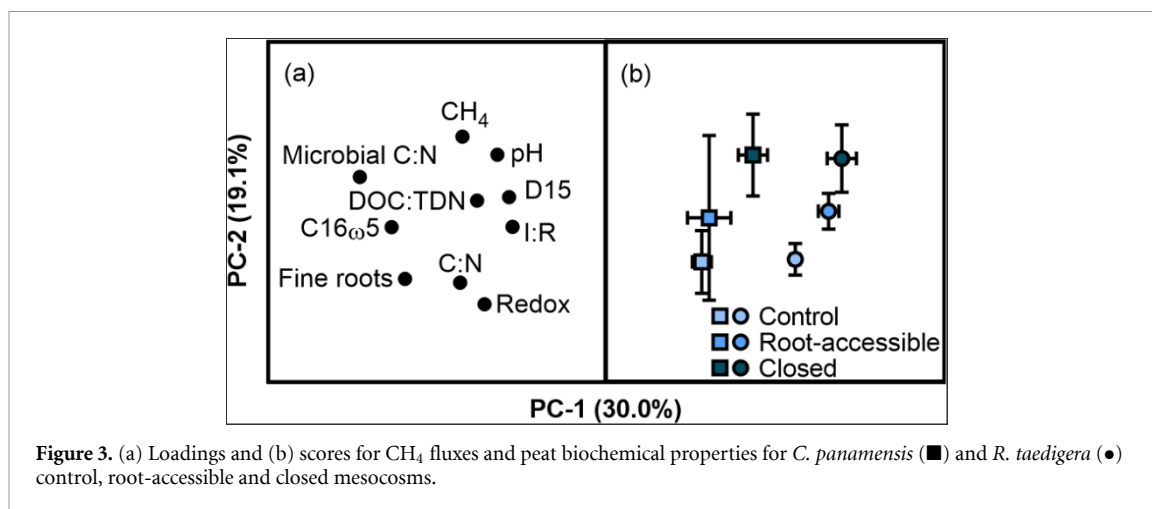 (a)
(b)
CH₄
pH
Microbial C:N
D15
DOC:TDN
C16ω5
I:R
C:N
Fine roots
Redox
PC-2 (19.1%)
Control
Root-accessible
Closed
PC-1 (30.0%)
Figure 3. (a) Loadings and (b) scores for CH₄ fluxes and peat biochemical properties for C. panamensis (■) and R. taedigera (●)
control, root-accessible and closed mesocosms.